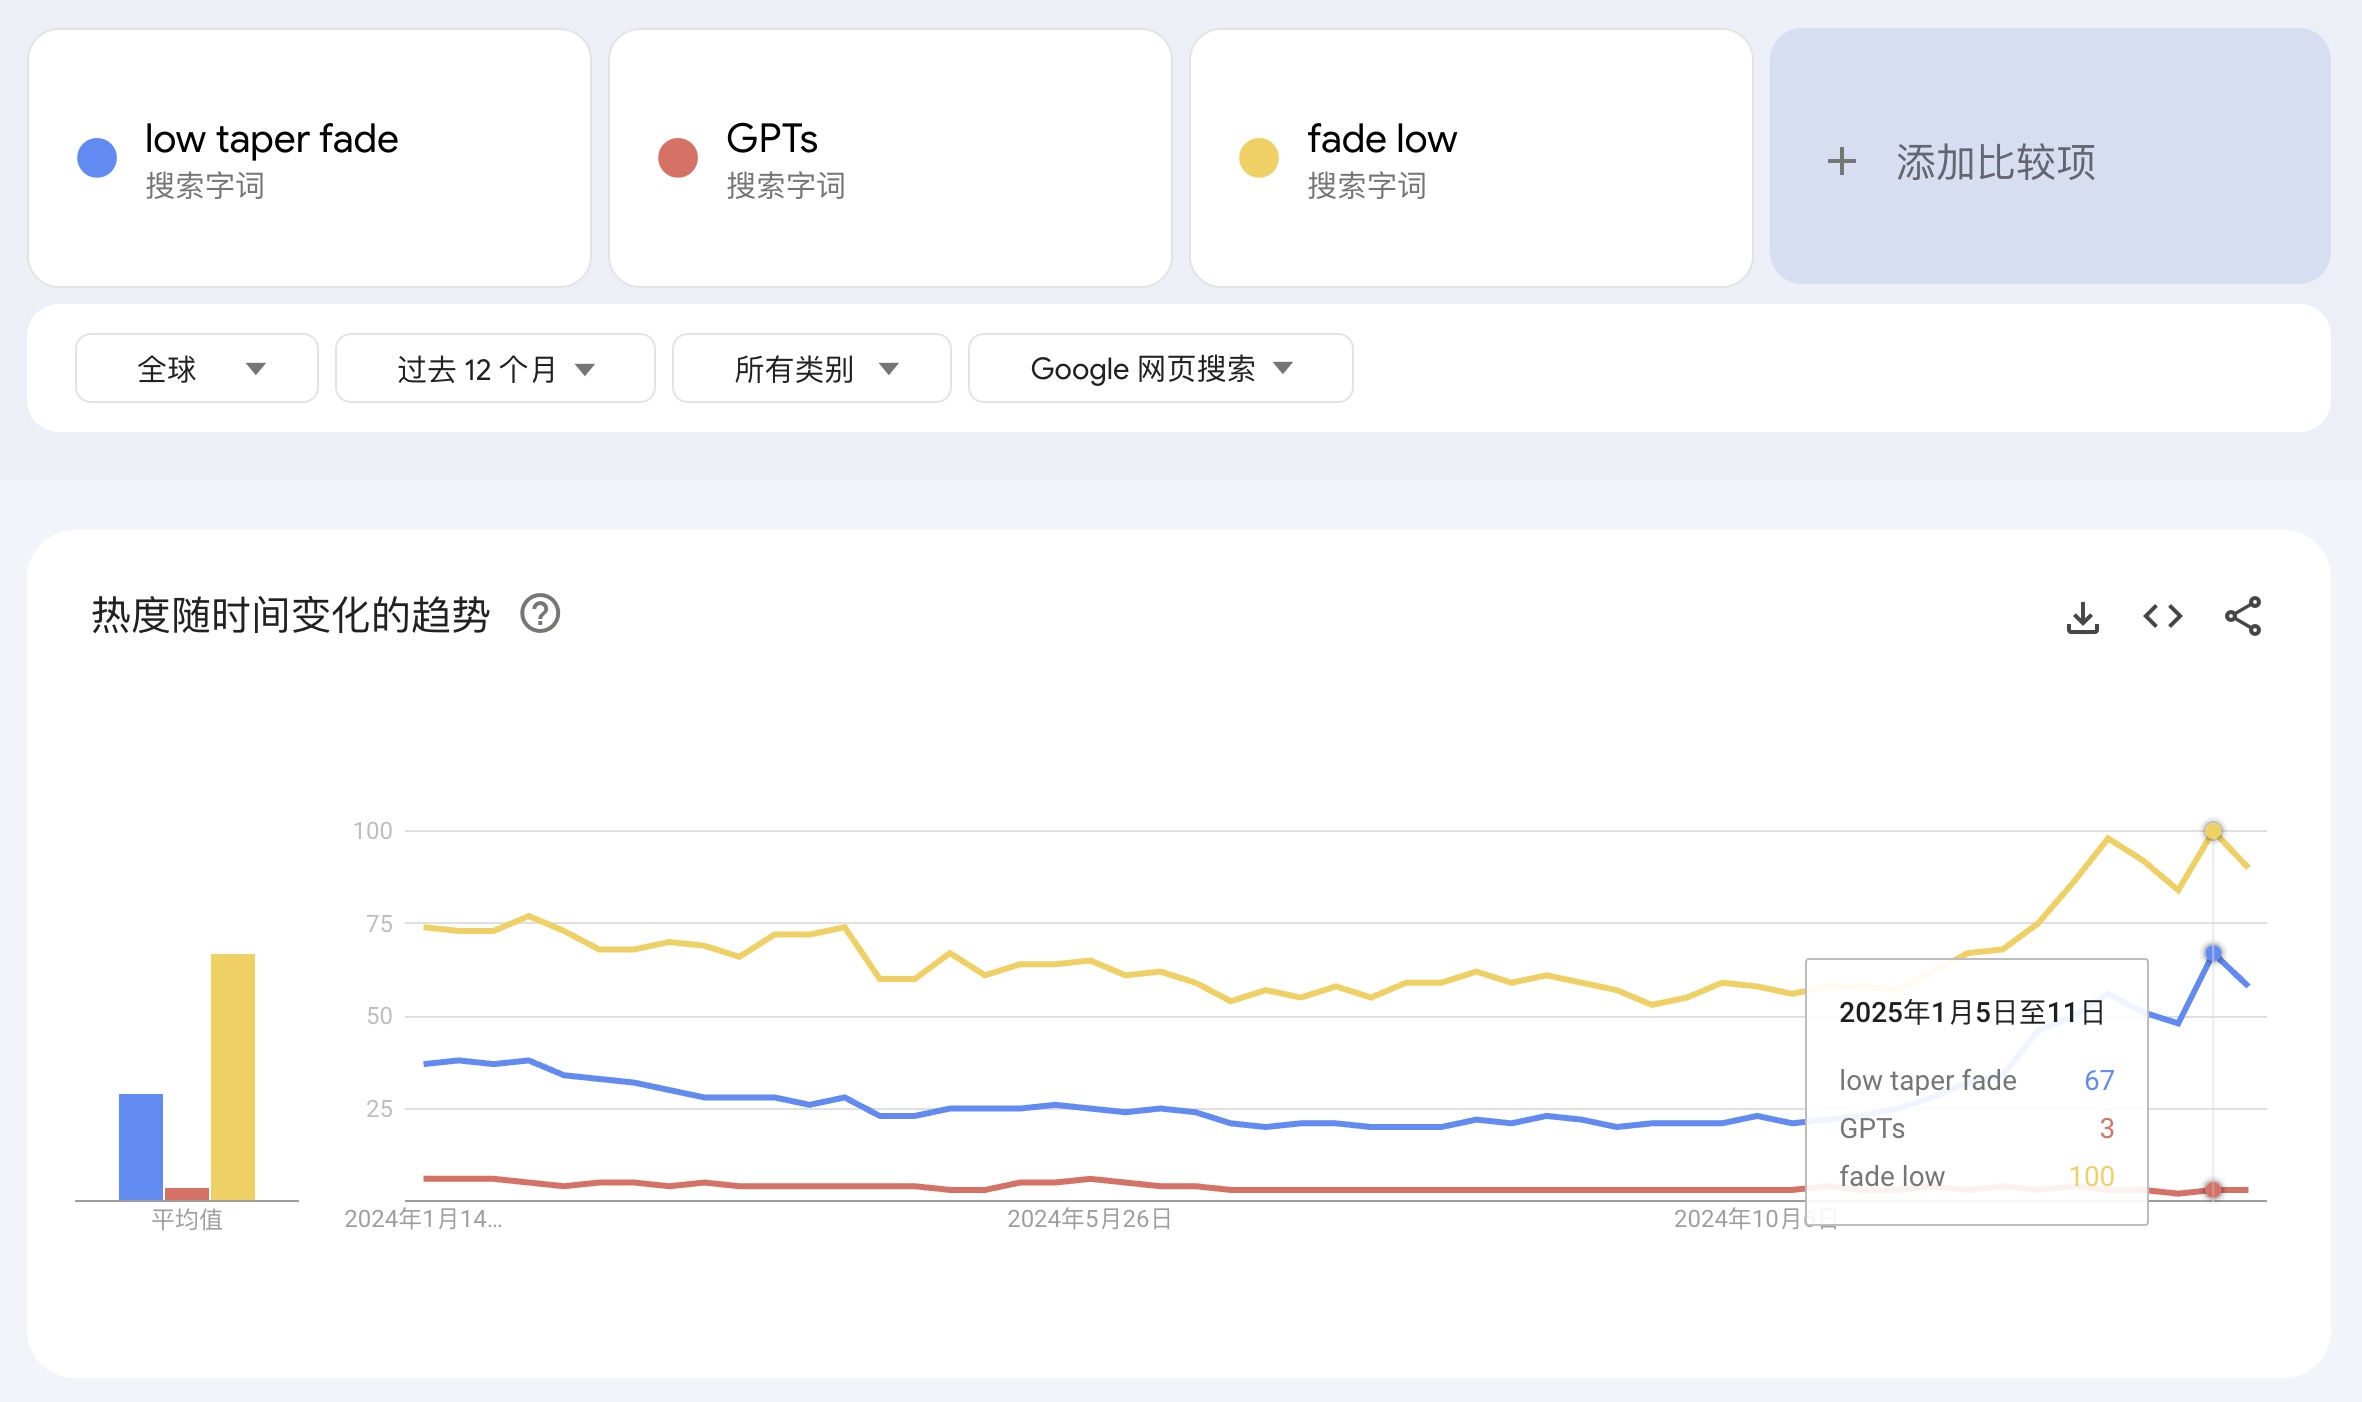 low taper fade
搜索字词
GPTs
搜索字词
fade low
搜索字词
+ 添加比较项
全球
过去 12 个月
所有类别
Google 网页搜索
热度随时间变化的趋势
100
75
50
25
平均值
2024年1月14...
2024年5月26日
2024年10月6日
2025年1月5日至11日
low taper fade 67
GPTs 3
fade low 100